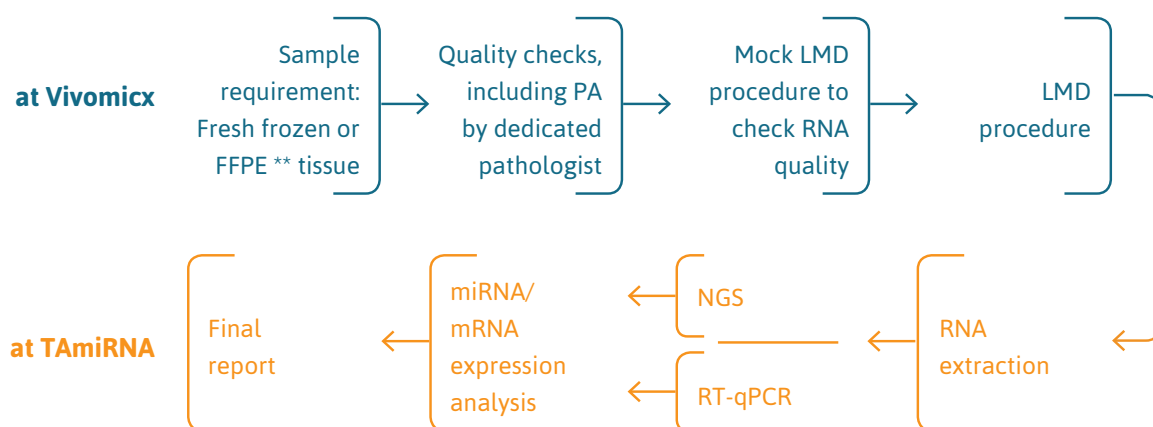 at Vivomicx
Sample
requirement:
Fresh frozen or
FFPE ** tissue
Quality checks,
including PA
by dedicated
pathologist
Mock LMD
procedure to
check RNA
quality
LMD
procedure
at TAmiRNA
Final
report
miRNA/
mRNA
expression
analysis
NGS
RT-qPCR
RNA
extraction